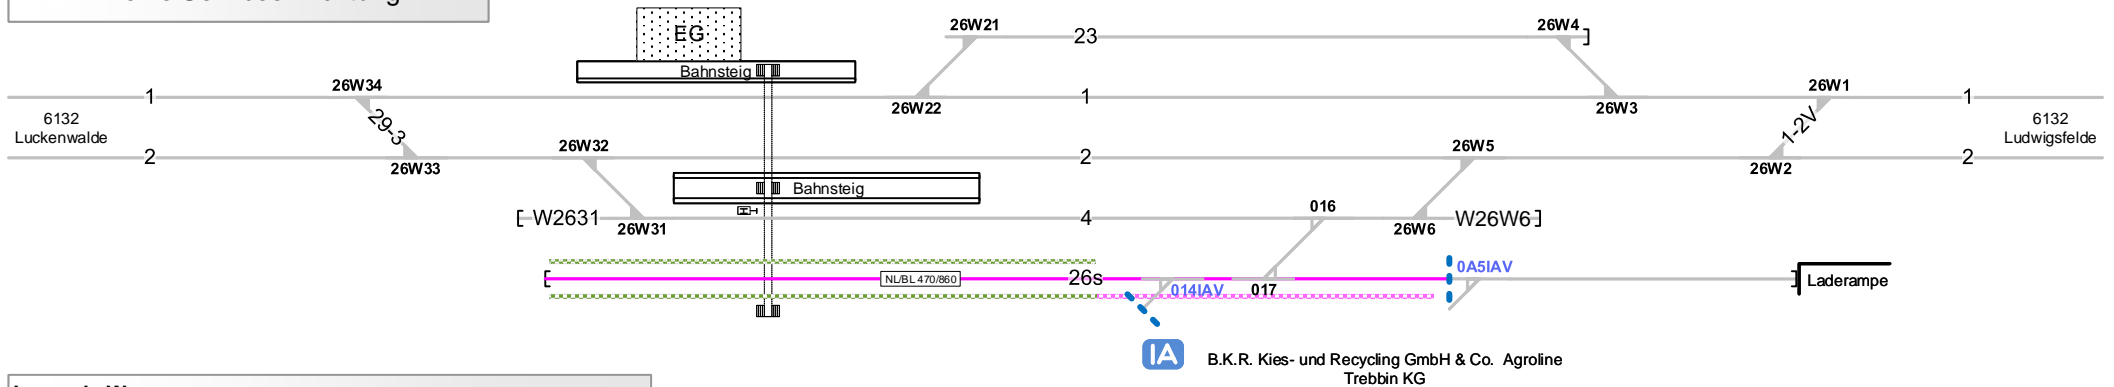 EG
26W21
23
26W4
Bahnsteig
26W34
26W22
26W3
26W1
1
1
1
6132
Luckenwalde
29-3
1-2V
6132
Ludwigsfelde
26W32
26W5
2
2
2
26W33
26W2
Bahnsteig
W2631
26W31
4
016
26W6
W26W6
NL/BL 470/860
26s
0A5IAV
014IAV
017
Laderampe
IA
B.K.R. Kies- und Recycling GmbH & Co. Agroline
Trebbin KG